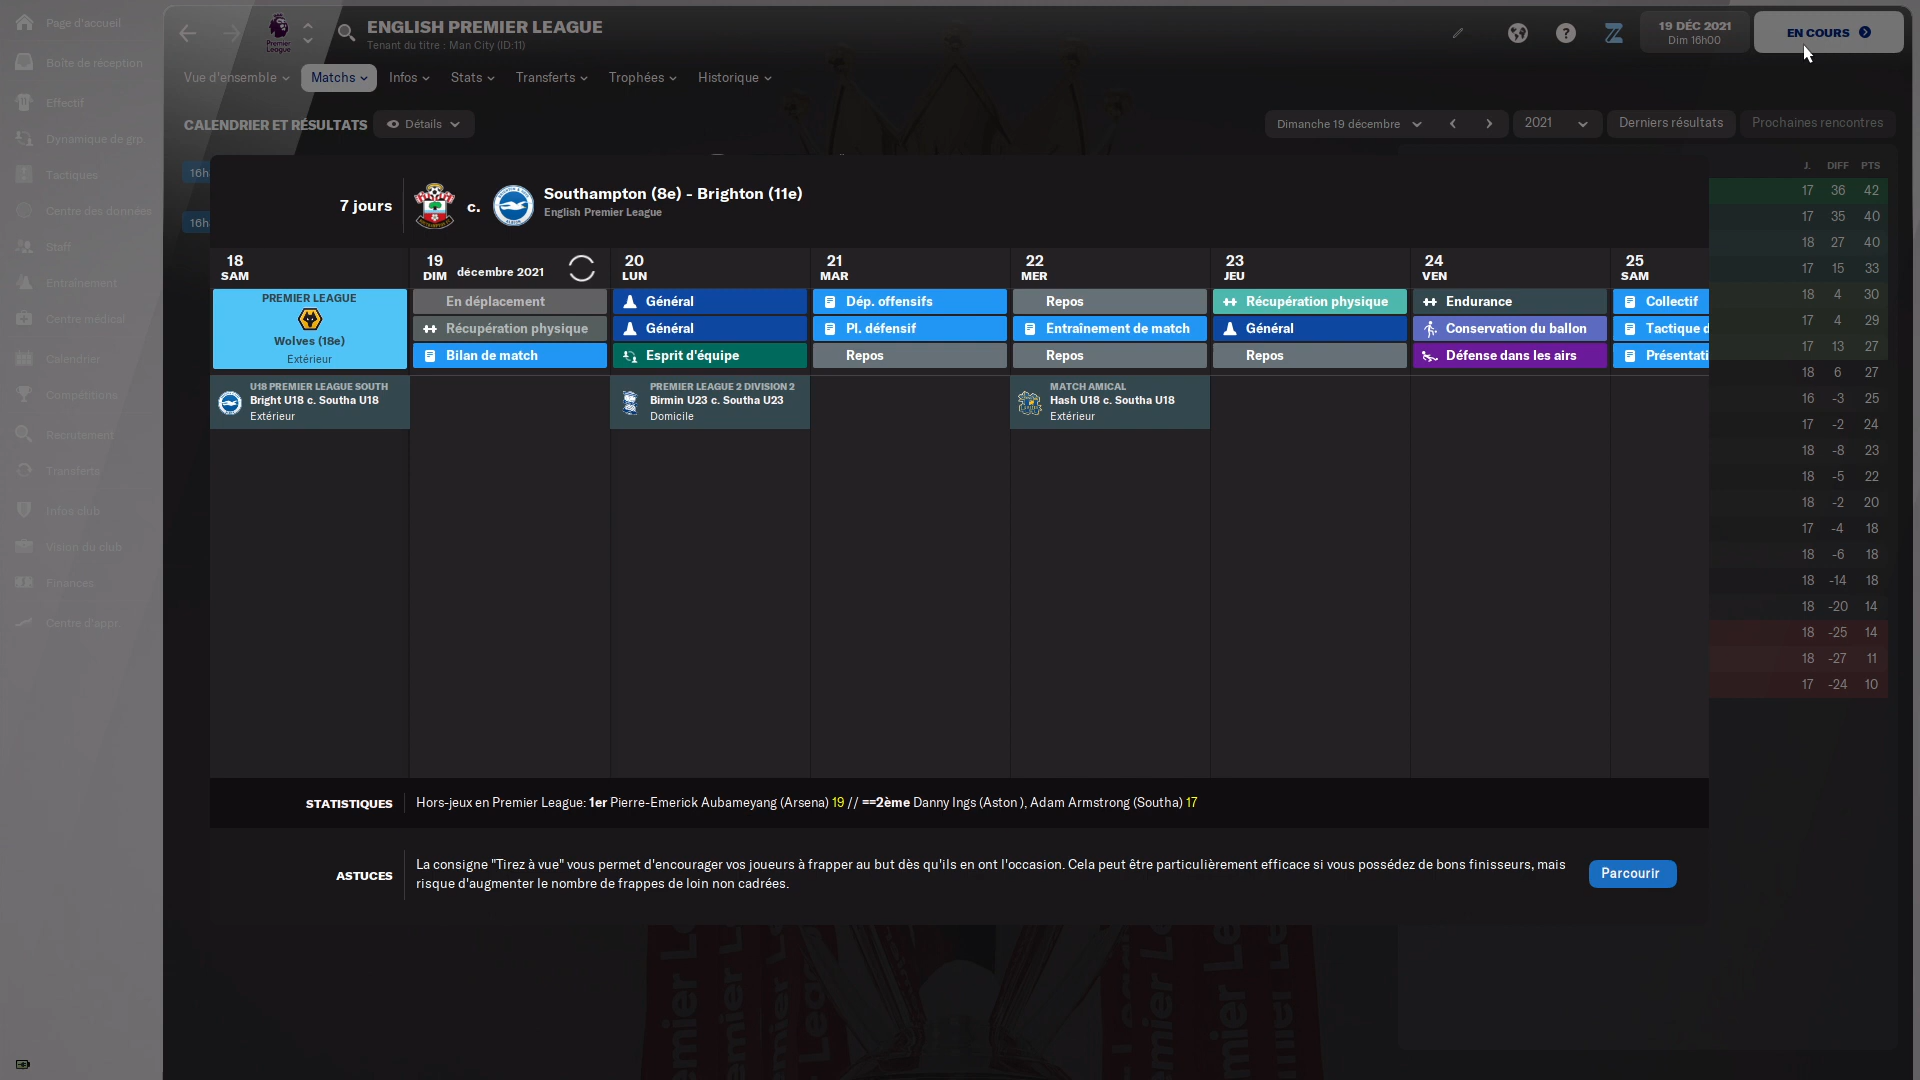 Page d'accueil
Boîte de réception
Effectif
Dynamique de grp
Tactiques
Centre des données
Staff
Entraînement
Centre médical
Calendrier
Compétitions
Recrutement
Transferts
Infos club
Vision du club
Finances
Centre d'appr
ENGLISH PREMIER LEAGUE
Tenant du titre : Man City (ID:11)
19 DÉC 2021
Dim 16h00
EN COURS
Premier League
Vue d'ensemble
Matchs
Infos
Stats
Transferts
Trophées
Historique
CALENDRIER ET RÉSULTATS
Détails
Dimanche 19 décembre
2021
Derniers résultats
Prochaines rencontres
16h
16h
7 jours
c.
Southampton (8e) - Brighton (11e)
English Premier League
18 SAM
19 DIM décembre 2021
20 LUN
21 MAR
22 MER
23 JEU
24 VEN
25 SAM
PREMIER LEAGUE
Wolves (18e)
Extérieur
En déplacement
Récupération physique
Bilan de match
Général
Général
Esprit d'équipe
Dép. offensifs
Pl. défensif
Repos
Repos
Entraînement de match
Repos
Récupération physique
Général
Repos
Endurance
Conservation du ballon
Défense dans les airs
Collectif
Tactique d
Présentati
U18 PREMIER LEAGUE SOUTH
Bright U18 c. Southa U18
Extérieur
PREMIER LEAGUE 2 DIVISION 2
Birmin U23 c. Southa U23
Domicile
MATCH AMICAL
Hash U18 c. Southa U18
Extérieur
J. DIFF PTS
17 36 42
17 35 40
18 27 40
17 15 33
18 4 30
17 4 29
17 13 27
18 6 27
16 -3 25
17 -2 24
18 -8 23
18 -5 22
18 -2 20
17 -4 18
18 -6 18
18 -14 18
18 -20 14
18 -25 14
18 -27 11
17 -24 10
STATISTIQUES
Hors-jeux en Premier League: 1er Pierre-Emerick Aubameyang (Arsena) 19 // ==2ème Danny Ings (Aston ), Adam Armstrong (Southa) 17
ASTUCES
La consigne "Tirez à vue" vous permet d'encourager vos joueurs à frapper au but dès qu'ils en ont l'occasion. Cela peut être particulièrement efficace si vous possédez de bons finisseurs, mais
risque d'augmenter le nombre de frappes de loin non cadrées.
Parcourir